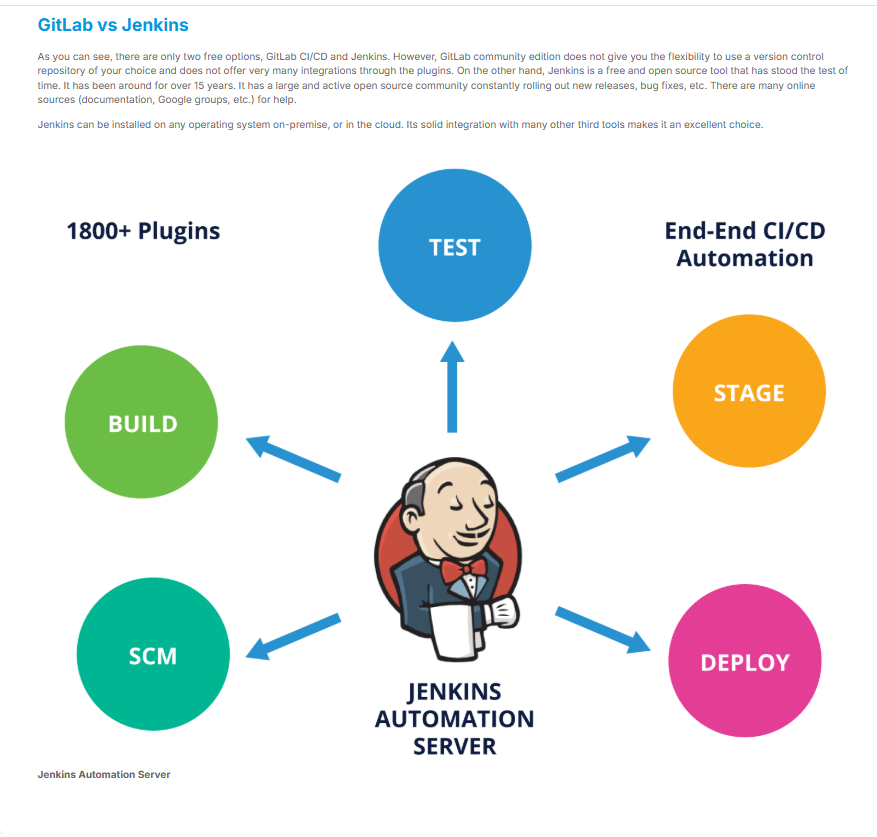 GitLab vs Jenkins
As you can see, there are only two free options, GitLab CI/CD and Jenkins. However, GitLab community edition does not give you the flexibility to use a version control
repository of your choice and does not offer very many integrations through the plugins. On the other hand, Jenkins is a free and open source tool that has stood the test of
time. It has been around for over 15 years. It has a large and active open source community constantly rolling out new releases, bug fixes, etc. There are many online
sources (documentation, Google groups, etc.) for help.
Jenkins can be installed on any operating system on-premise, or in the cloud. Its solid integration with many other third tools makes it an excellent choice.
1800+ Plugins
TEST
End-End CI/CD
Automation
BUILD
STAGE
SCM
DEPLOY
JENKINS
AUTOMATION
SERVER
Jenkins Automation Server